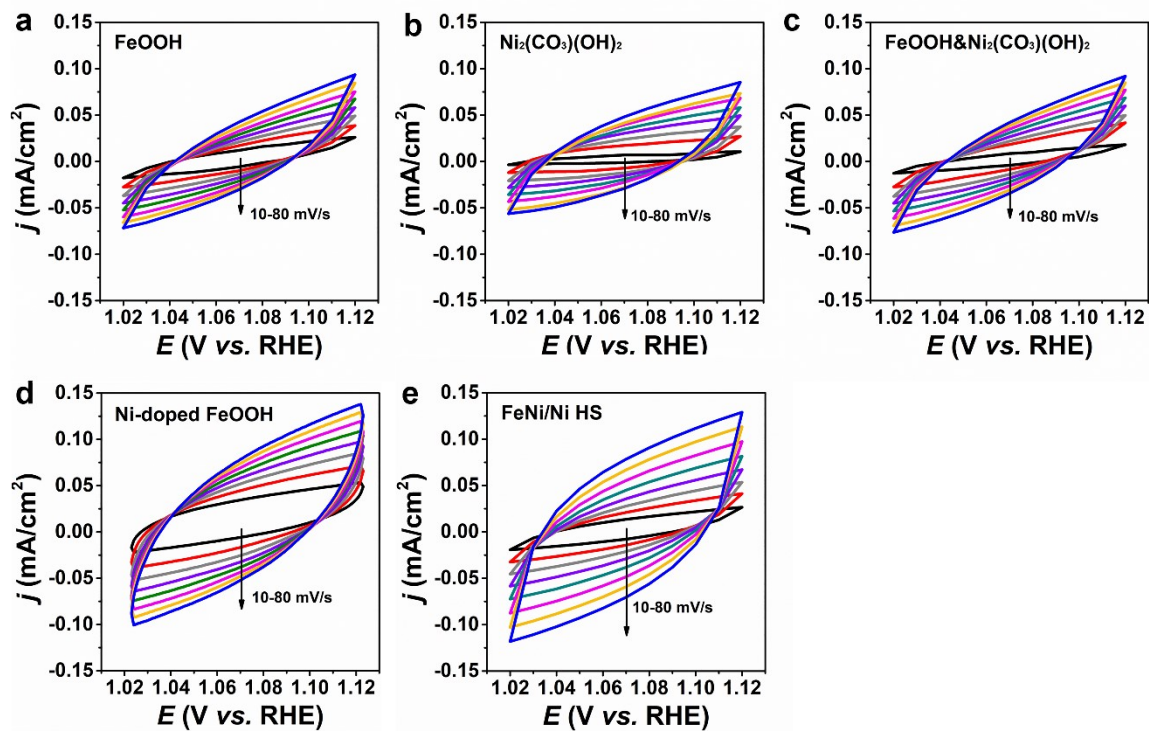 a
FeOOH
0.15
0.10
0.05
0.00
-0.05
-0.10
-0.15
j (mA/cm²)
10-80 mV/s
1.02 1.04 1.06 1.08 1.10 1.12
E (V vs. RHE)
b
Ni₂(CO₃)(OH)₂
0.15
0.10
0.05
0.00
-0.05
-0.10
-0.15
j (mA/cm²)
10-80 mV/s
1.02 1.04 1.06 1.08 1.10 1.12
E (V vs. RHE)
c
FeOOH&Ni₂(CO₃)(OH)₂
0.15
0.10
0.05
0.00
-0.05
-0.10
-0.15
j (mA/cm²)
10-80 mV/s
1.02 1.04 1.06 1.08 1.10 1.12
E (V vs. RHE)
d
Ni-doped FeOOH
0.15
0.10
0.05
0.00
-0.05
-0.10
-0.15
j (mA/cm²)
10-80 mV/s
1.02 1.04 1.06 1.08 1.10 1.12
E (V vs. RHE)
e
FeNi/Ni HS
0.15
0.10
0.05
0.00
-0.05
-0.10
-0.15
j (mA/cm²)
10-80 mV/s
1.02 1.04 1.06 1.08 1.10 1.12
E (V vs. RHE)